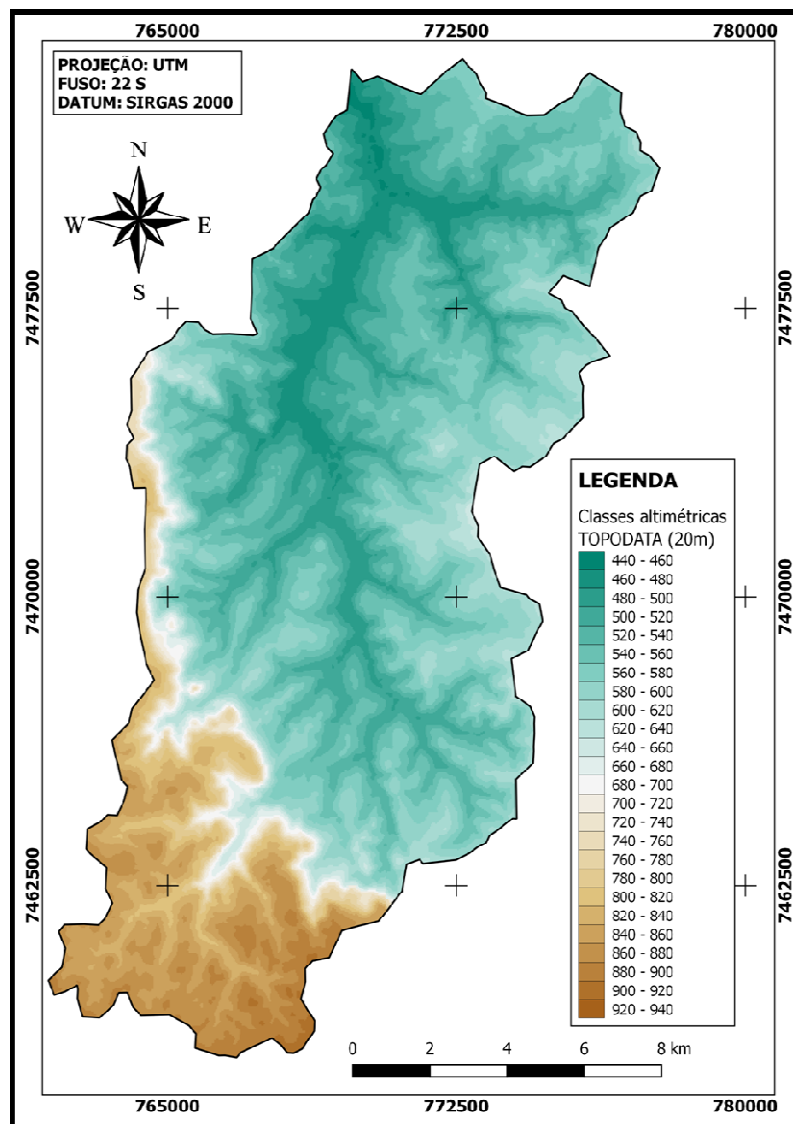 765000
772500
780000
PROJEÇÃO: UTM
FUSO: 22 S
DATUM: SIRGAS 2000
N
W
E
S
7477500
7477500
LEGENDA
Classes altimétricas
TOPODATA (20m)
440 - 460
460 - 480
480 - 500
500 - 520
520 - 540
540 - 560
560 - 580
580 - 600
600 - 620
620 - 640
640 - 660
660 - 680
680 - 700
700 - 720
720 - 740
740 - 760
760 - 780
780 - 800
800 - 820
820 - 840
840 - 860
860 - 880
880 - 900
900 - 920
920 - 940
7470000
7470000
7462500
7462500
0 2 4 6 8 km
765000
772500
780000